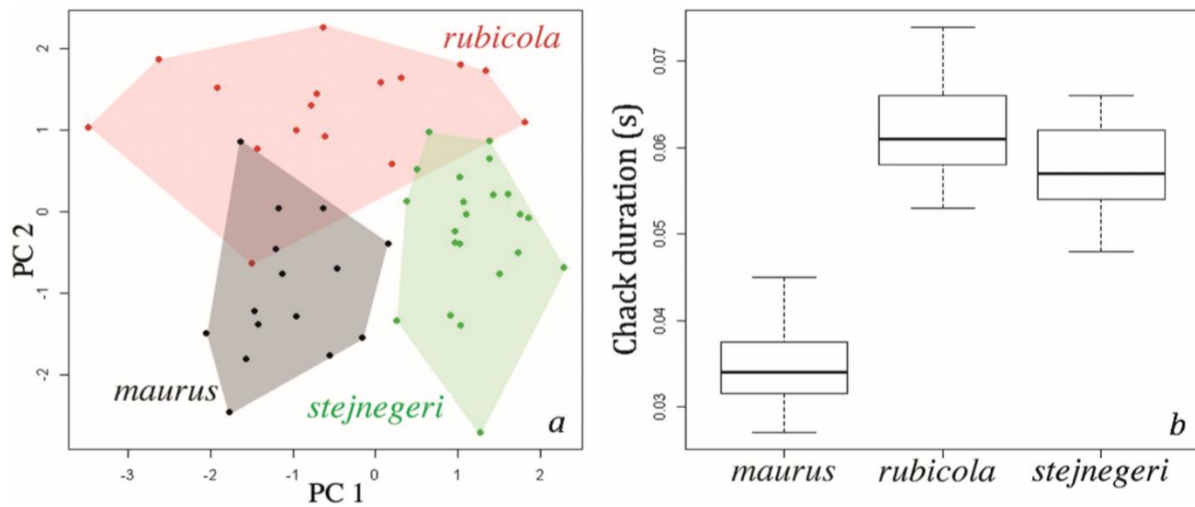 rubicola
maurus
stejnegeri
a
PC 2
2
1
0
-1
-2
-3
-2
-1
0
1
2
PC 1
Chack duration (s)
0.07
0.06
0.05
0.04
0.03
b
maurus
rubicola
stejnegeri